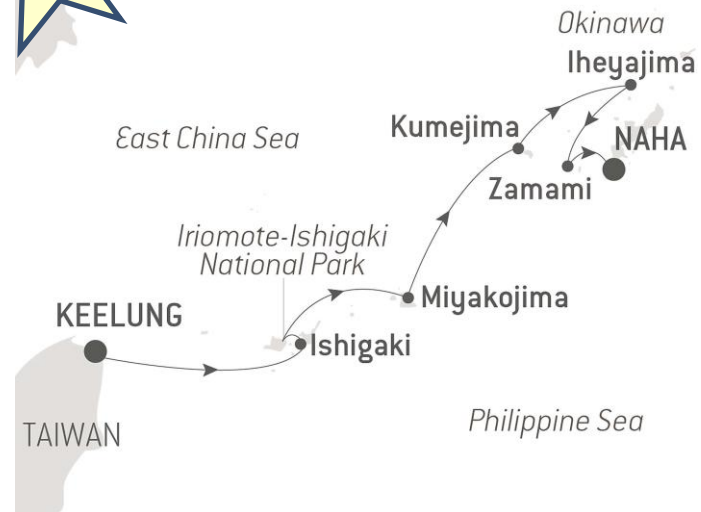 Okinawa
Iheyajima
Kumejima
NAHA
East China Sea
Zamami
Iriomote-Ishigaki
National Park
Miyakojima
KEELUNG
Ishigaki
Philippine Sea
TAIWAN